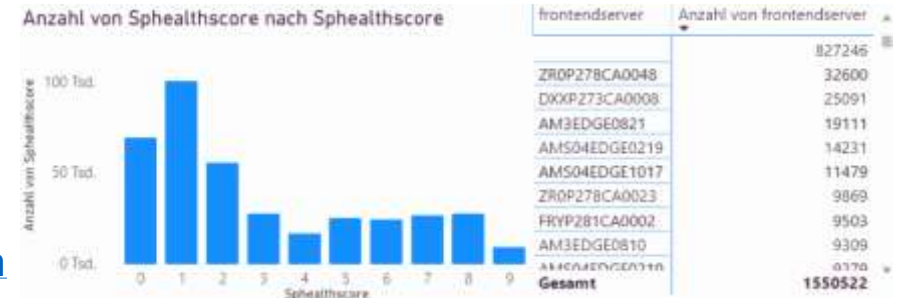 Anzahl von Sphealthscore nach Sphealthscore
Anzahl von Sphealthscore
100 Tsd.
50 Tsd.
0 Tsd.
0 1 2 3 4 5 6 7 8 9
Sphealthscore
frontendserver Anzahl von frontendserver
827246
ZR0P278CA0048 32600
DXXP273CA0008 25091
AM3EDGE0821 19111
AMS04EDGE0219 14231
AMS04EDGE1017 11479
ZR0P278CA0023 9869
FRYP281CA0002 9503
AM3EDGE0810 9309
9279
Gesamt 1550522
n